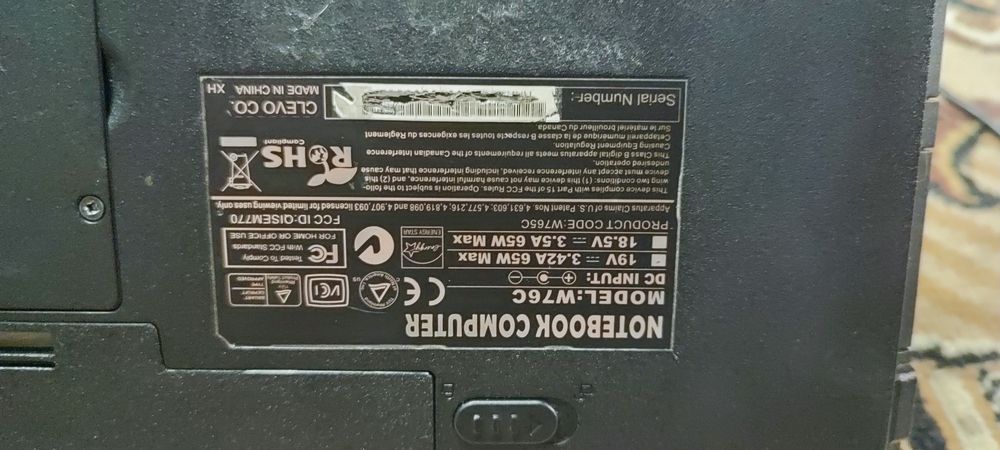 NOTEBOOK COMPUTER
MODEL:W76C
DC INPUT:
19V 3.42A 65W Max
18.5V 3.5A 65W Max
PRODUCT CODE:W765C
CE
VCI
US
ENERGY STAR
FC Tested To Comply
With FCC Standards
FOR HOME OR OFFICE USE
FCC ID:QISEM770
Apparatus Claims of U.S. Patent Nos. 4,631,603; 4,577,216; 4,819,098 and 4,907,093 licensed for limited viewing uses only
This device complies with Part 15 of the FCC Rules. Operation is subject to the follo-
wing two conditions: (1) this device may not cause harmful interference, and (2) this
device must accept any interference received, including interference that may cause
undesired operation.
This Class B digital apparatus meets all requirements of the Canadian Interference
Causing Equipment Regulation.
Cetappareil mumérique de la classe B respecte toutes les exigences du Règlement
Sur le matériel brouilleur du Canada
RoHS
Compliant
Serial Number:
CLEVO CO.
MADE IN CHINA XH